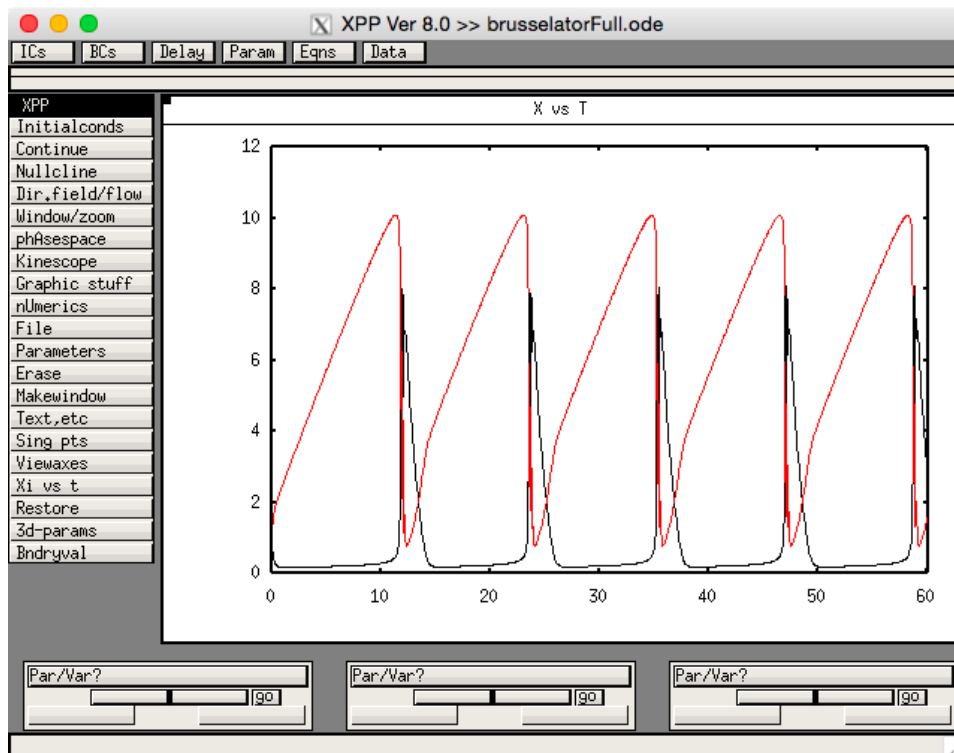 XPP Ver 8.0 >> brusselatorFull.ode
ICs BCs Delay Param Eqns Data
XPP
Initialconds
Continue
Nullcline
Dir.field/flow
Window/zoom
phAsespace
Kinescope
Graphic stuff
nUmerics
File
Parameters
Erase
Makewindow
Text,etc
Sing pts
Viewaxes
Xi vs t
Restore
3d-params
Bndryval
X vs T
12
10
8
6
4
2
0
0 10 20 30 40 50 60
Par/Var? Par/Var? Par/Var?
go go go